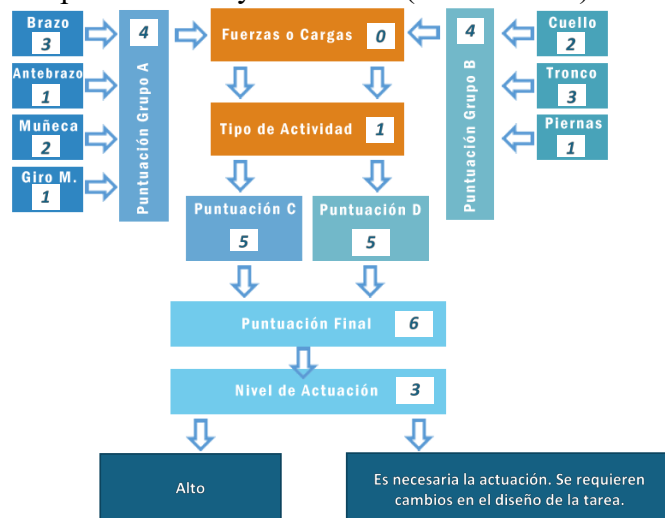 Brazo
3
4
Fuerzas o Cargas 0
4
Cuello
2
Antebrazo
1
Puntuación Grupo A
Puntuación Grupo B
Tronco
3
Tipo de Actividad 1
Muñeca
2
Piernas
1
Giro M.
1
Puntuación C
5
Puntuación D
5
Puntuación Final 6
Nivel de Actuación 3
Alto
Es necesaria la actuación. Se requieren
cambios en el diseño de la tarea.